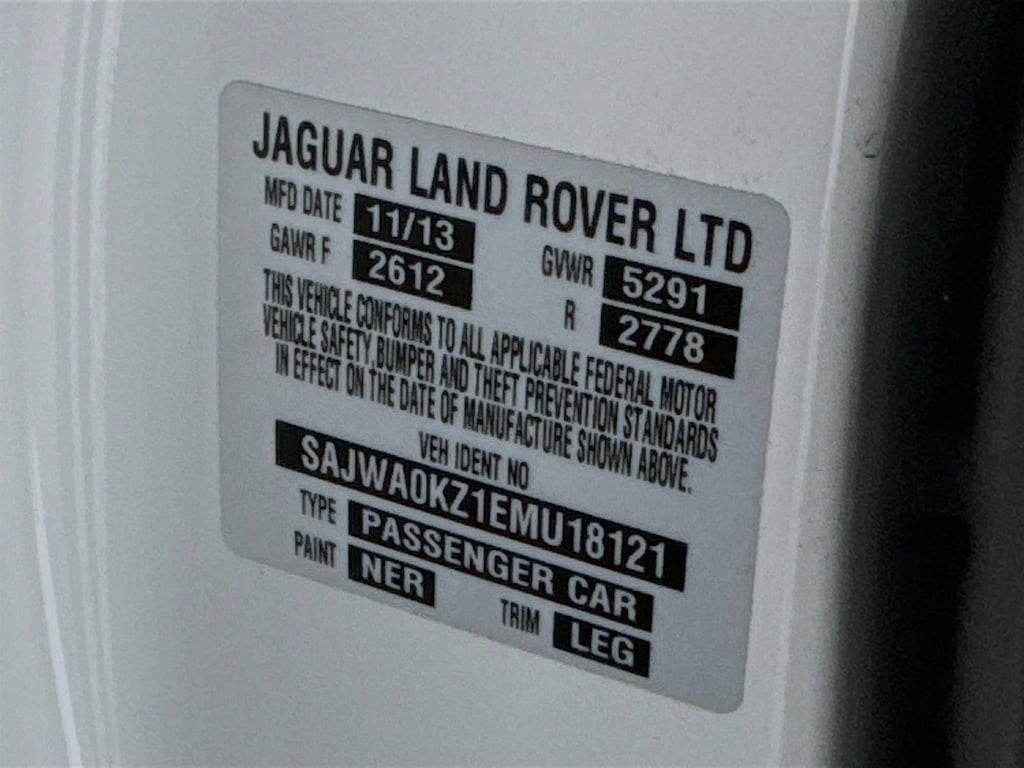 JAGUAR LAND ROVER LTD
MFD DATE 11/13 GVWR 5291
GAWR F 2612 R 2778
THIS VEHICLE CONFORMS TO ALL APPLICABLE FEDERAL MOTOR
VEHICLE SAFETY, BUMPER AND THEFT PREVENTION STANDARDS
IN EFFECT ON THE DATE OF MANUFACTURE SHOWN ABOVE.
VEH IDENT NO
SAJWA0KZ1EMU18121
TYPE PASSENGER CAR
PAINT NER TRIM LEG